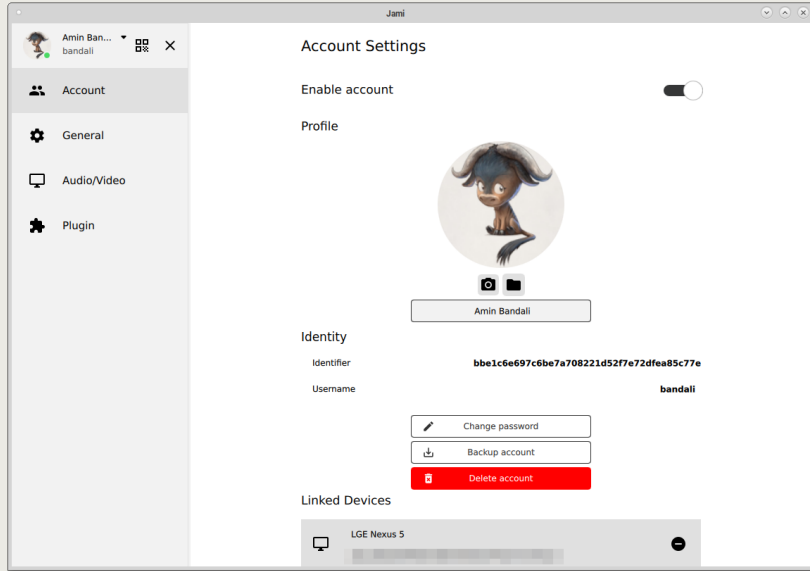 Jami
Amin Ban...
bandali
Account
General
Audio/Video
Plugin
Account Settings
Enable account
Profile
Amin Bandali
Identity
Identifier bbe1c6e697c6be7a708221d52f7e72dfea85c77e
Username bandali
Change password
Backup account
Delete account
Linked Devices
LGE Nexus 5